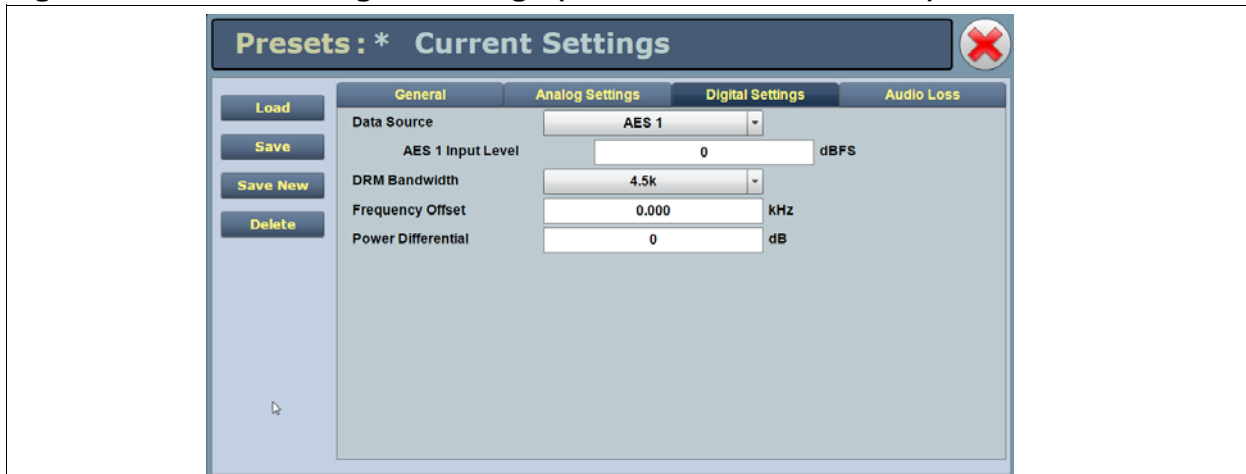 Presets:* Current Settings
General Analog Settings Digital Settings Audio Loss
Load
Save
Save New
Delete
Data Source AES 1
AES 1 Input Level 0 dBFS
DRM Bandwidth 4.5k
Frequency Offset 0.000 kHz
Power Differential 0 dB